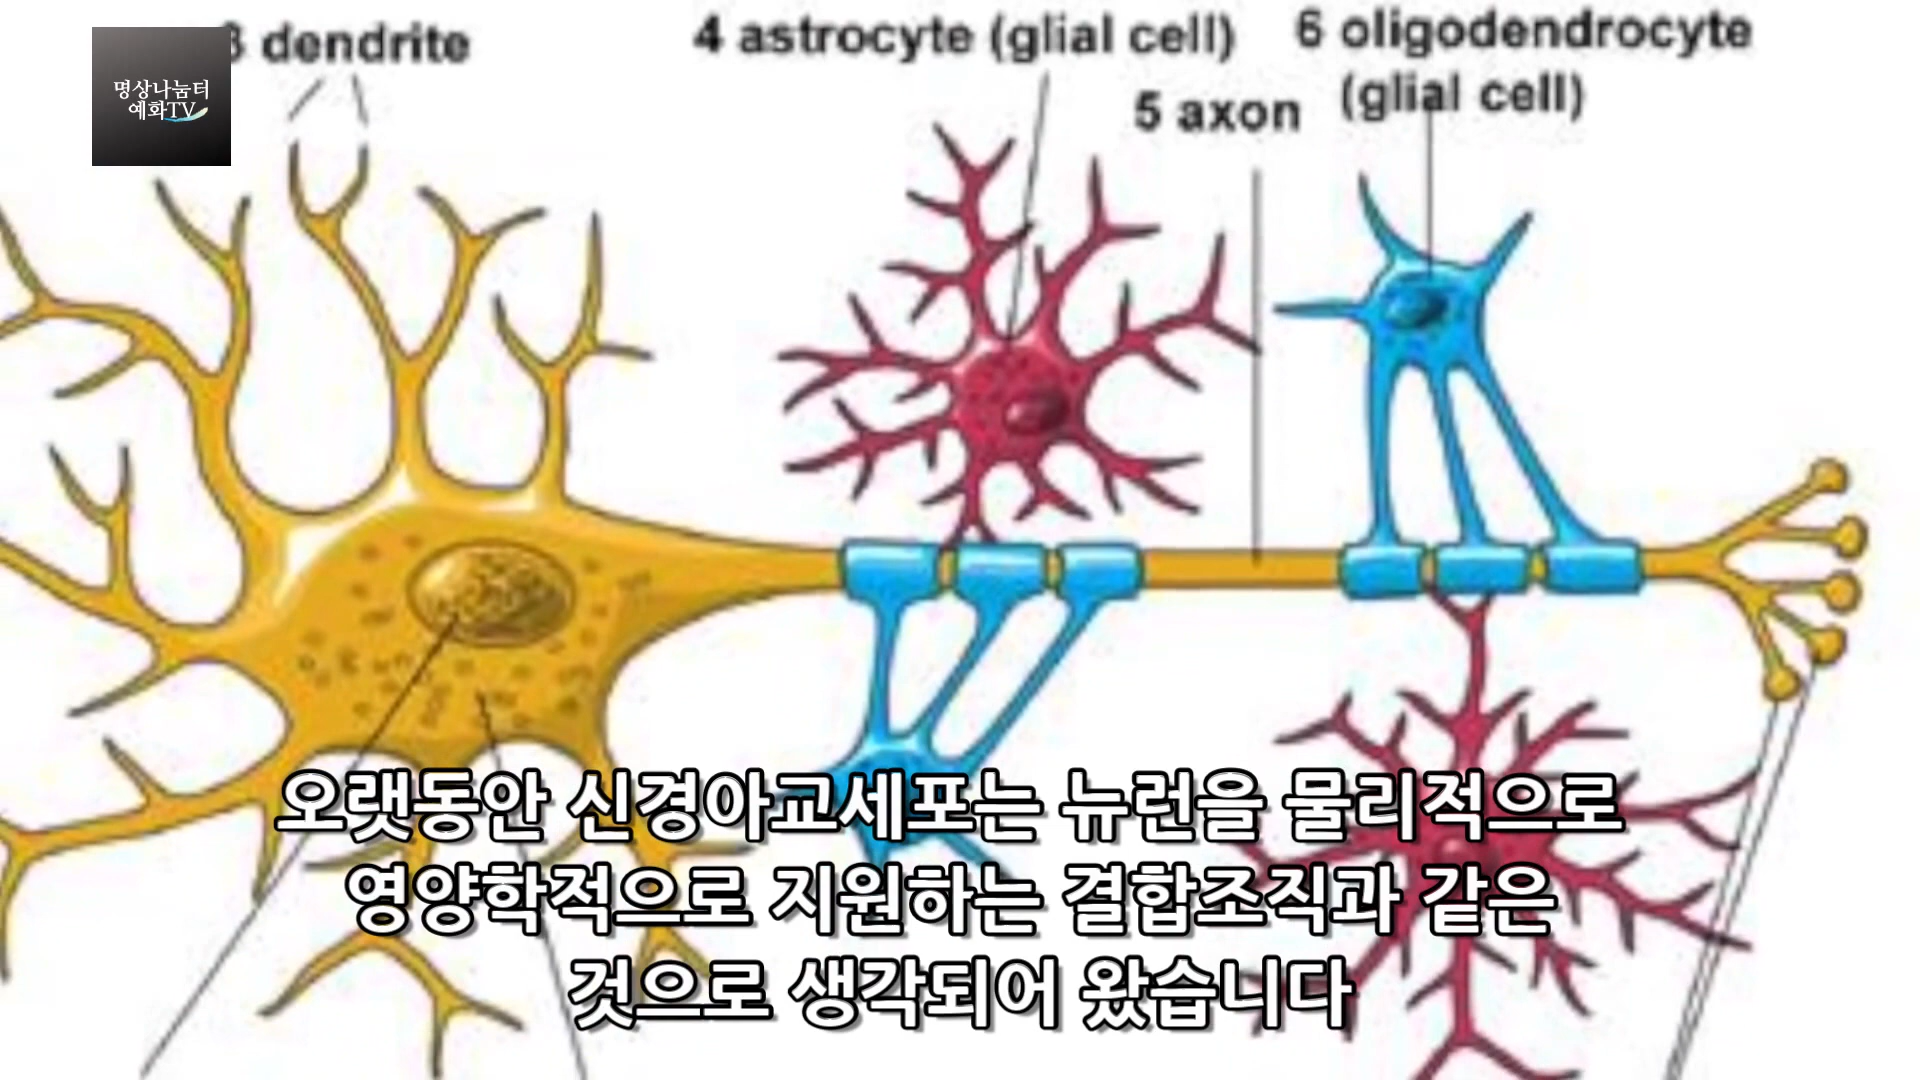 3 dendrite
4 astrocyte (glial cell)
6 oligodendrocyte
(glial cell)
5 axon
명상나눔터
예화TV
오랫동안 신경아교세포는 뉴런을 물리적으로
영양학적으로 지원하는 결합조직과 같은
것으로 생각되어 왔습니다